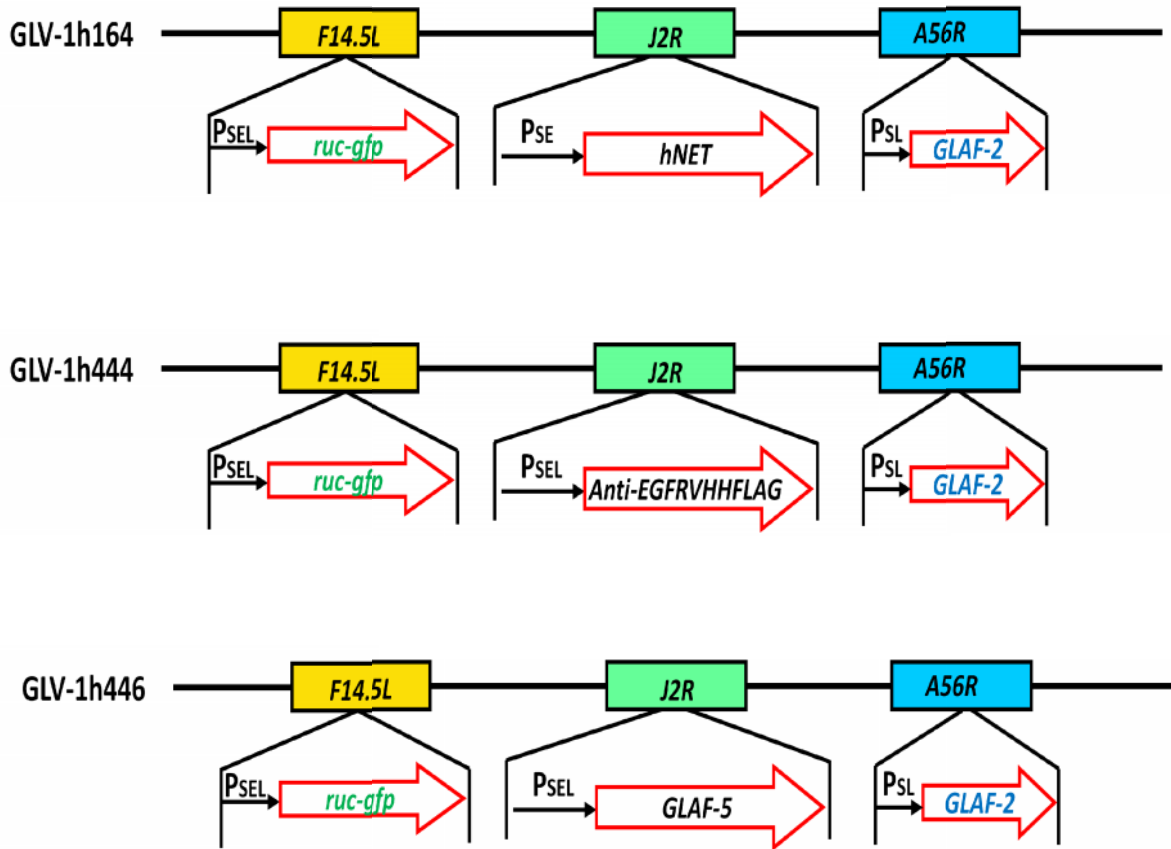 GLV-1h164 F14.5L J2R A56R
PSEL ruc-gfp PSE hNET PSL GLAF-2
GLV-1h444 F14.5L J2R A56R
PSEL ruc-gfp PSEL Anti-EGFRVHHFLAG PSL GLAF-2
GLV-1h446 F14.5L J2R A56R
PSEL ruc-gfp PSEL GLAF-5 PSL GLAF-2